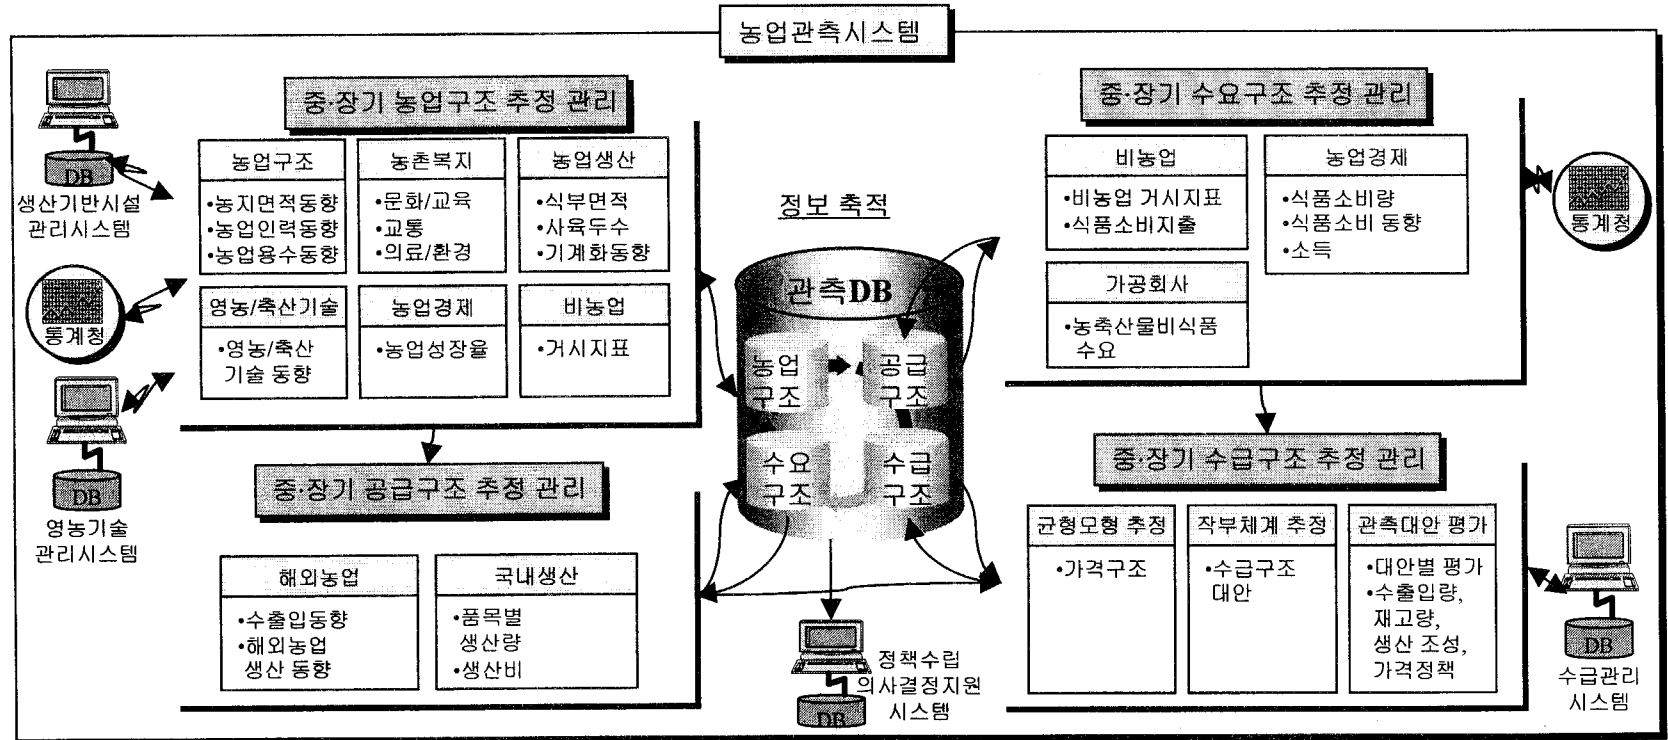 농업관측시스템
중·장기 농업구조 추정 관리
농업구조
•농지면적동향
•농업인력동향
•농업용수동향
농촌복지
•문화/교육
•교통
•의료/환경
농업생산
•식부면적
•사육두수
•기계화동향
영농/축산기술
•영농/축산
기술 동향
농업경제
•농업성장율
비농업
•거시지표
DB
생산기반시설
관리시스템
통계청
DB
영농기술
관리시스템
중·장기 공급구조 추정 관리
해외농업
•수출입동향
•해외농업
생산 동향
국내생산
•품목별
생산량
•생산비
정보 축적
관측DB
농업
구조
공급
구조
수요
구조
수급
구조
정책수립
의사결정지원
시스템
DB
중·장기 수요구조 추정 관리
비농업
•비농업 거시지표
•식품소비지출
농업경제
•식품소비량
•식품소비 동향
•소득
가공회사
•농축산물비식품
수요
통계청
중·장기 수급구조 추정 관리
균형모형 추정
•가격구조
작부체계 추정
•수급구조
대안
관측대안 평가
•대안별 평가
•수출입량,
재고량,
생산 조성,
가격정책
DB
수급관리
시스템